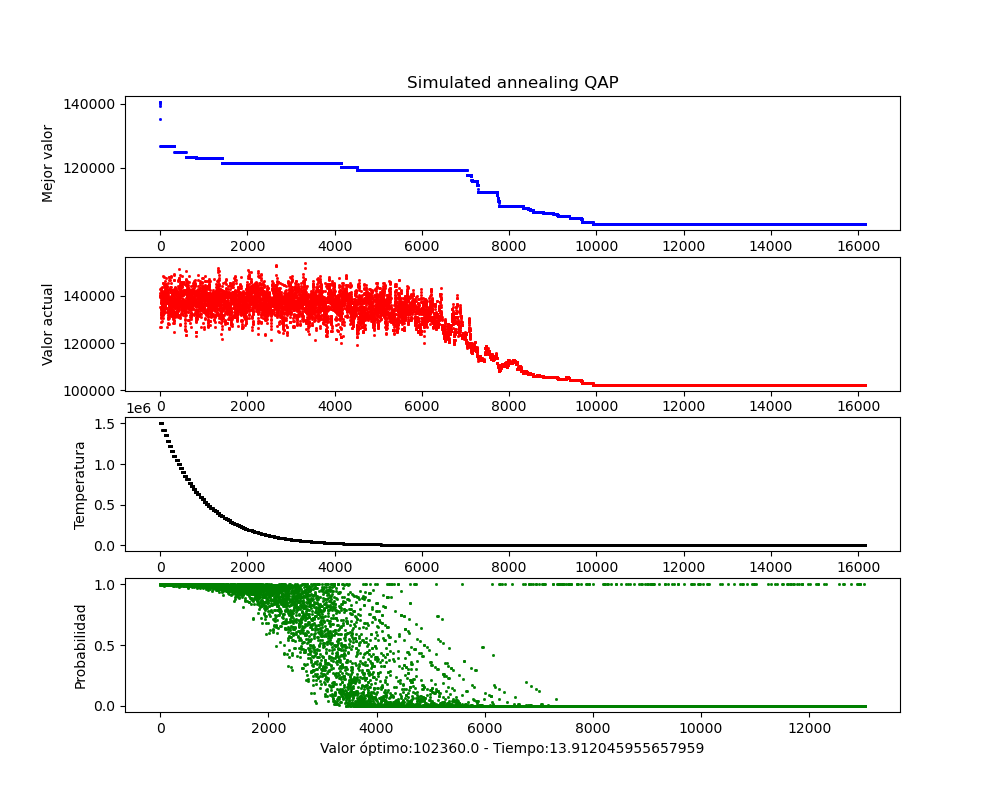 Simulated annealing QAP
Mejor valor
140000
120000
0 2000 4000 6000 8000 10000 12000 14000 16000
Valor actual
140000
120000
100000
0 2000 4000 6000 8000 10000 12000 14000 16000
1e6
Temperatura
1.5
1.0
0.5
0.0
0 2000 4000 6000 8000 10000 12000 14000 16000
Probabilidad
1.0
0.5
0.0
0 2000 4000 6000 8000 10000 12000
Valor óptimo:102360.0 - Tiempo:13.912045955657959